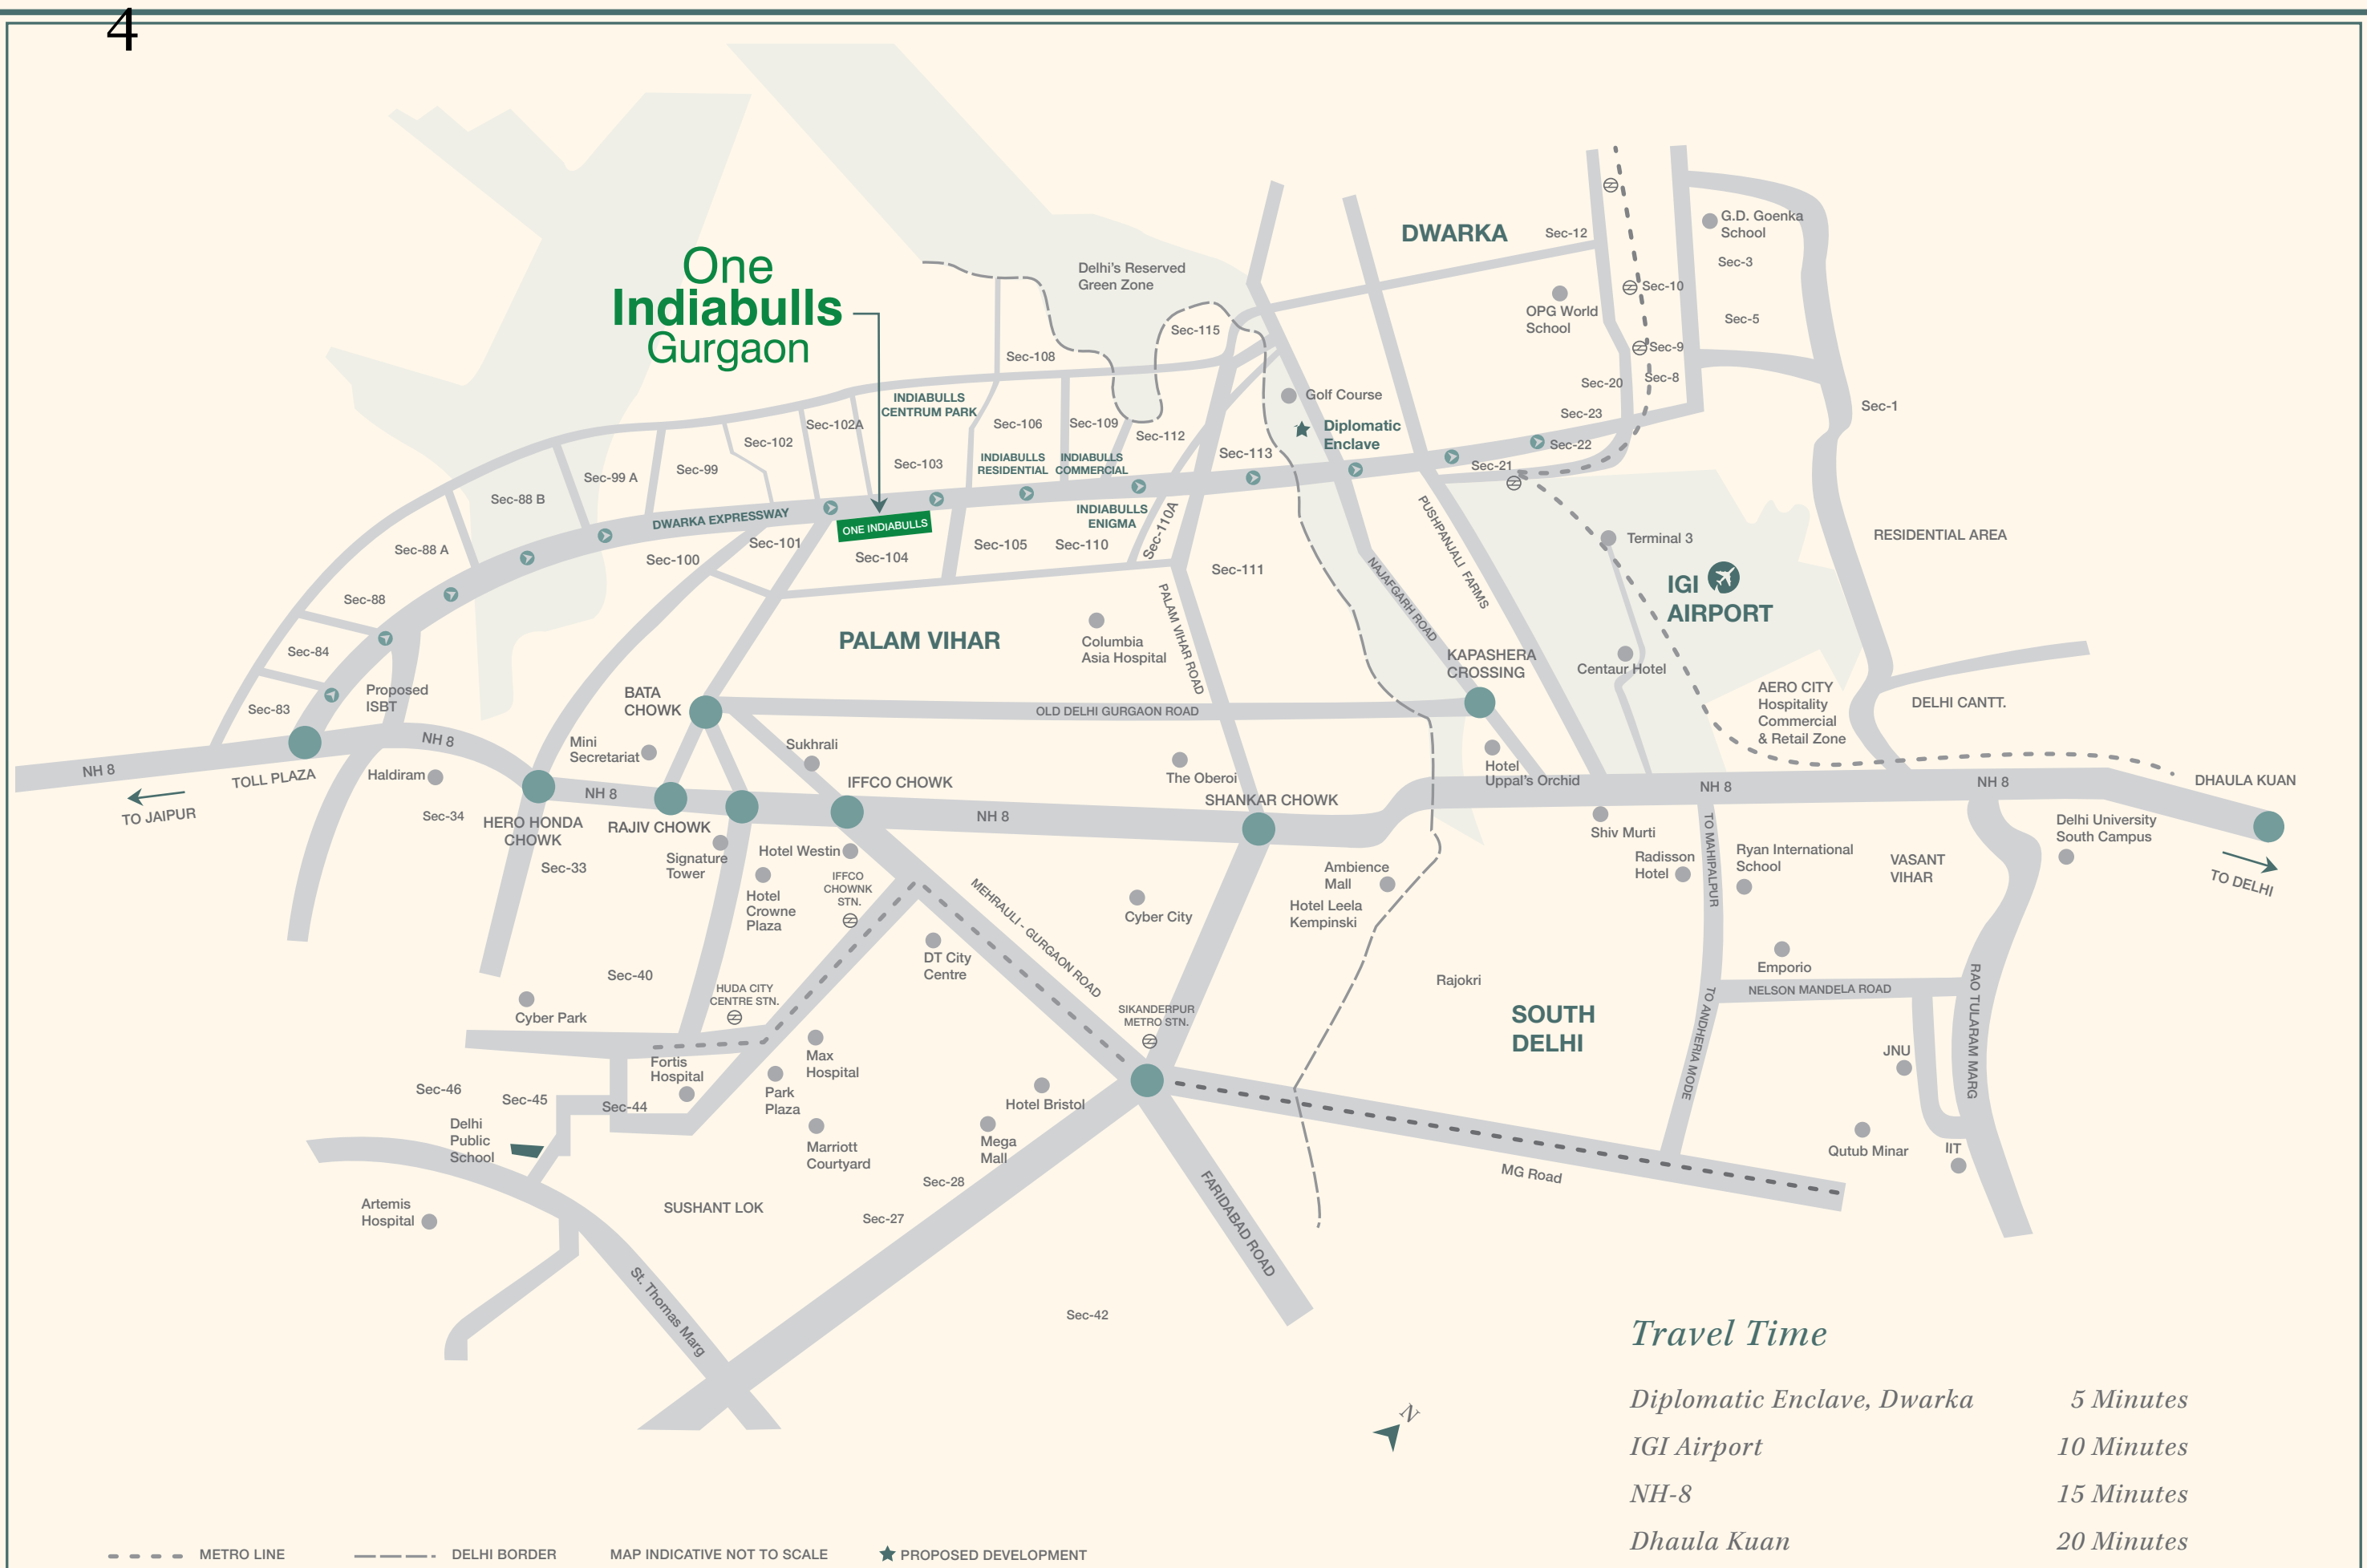 4
One
Indiabulls
Gurgaon
Delhi's Reserved
Green Zone
DWARKA
Sec-12
G.D. Goenka
School
Sec-3
Sec-10
OPG World
School
Sec-5
Sec-9
Sec-20
Sec-8
Sec-23
Sec-22
Sec-21
Sec-1
Sec-115
Sec-108
INDIABULLS
CENTRUM PARK
Golf Course
Diplomatic
Enclave
Sec-102A
Sec-102
Sec-106
Sec-109
Sec-112
Sec-113
Sec-103
INDIABULLS
RESIDENTIAL
INDIABULLS
COMMERCIAL
Sec-99
Sec-99 A
Sec-88 B
DWARKA EXPRESSWAY
ONE INDIABULLS
INDIABULLS
ENIGMA
Sec-110A
Sec-88 A
Sec-100
Sec-101
Sec-104
Sec-105
Sec-110
Sec-111
Sec-88
Sec-84
Sec-83
Proposed
ISBT
PUSHPANJALI FARMS
NAJAFGARH ROAD
Terminal 3
IGI
AIRPORT
RESIDENTIAL AREA
PALAM VIHAR
Columbia
Asia Hospital
PALAM VIHAR ROAD
KAPASHERA
CROSSING
Centaur Hotel
AERO CITY
Hospitality
Commercial
& Retail Zone
DELHI CANTT.
BATA
CHOWK
OLD DELHI GURGAON ROAD
NH 8
Mini
Secretariat
Sukhrali
The Oberoi
Hotel
Uppal's Orchid
NH 8
TOLL PLAZA
Haldiram
TO JAIPUR
NH 8
IFFCO CHOWK
SHANKAR CHOWK
NH 8
NH 8
NH 8
DHAULA KUAN
Sec-34
HERO HONDA
CHOWK
RAJIV CHOWK
Sec-33
Signature
Tower
Hotel Westin
Hotel
Crowne
Plaza
IFFCO
CHOWNK
STN.
MEHRAULI - GURGAON ROAD
Cyber City
Ambience
Mall
Hotel Leela
Kempinski
Shiv Murti
Radisson
Hotel
TO MAHIPALPUR
Ryan International
School
VASANT
VIHAR
Delhi University
South Campus
TO DELHI
Sec-40
DT City
Centre
Rajokri
Emporio
NELSON MANDELA ROAD
RAO TULARAM MARG
TO ANDHERIA MODE
Cyber Park
HUDA CITY
CENTRE STN.
SIKANDERPUR
METRO STN.
SOUTH
DELHI
JNU
Max
Hospital
Fortis
Hospital
Park
Plaza
Sec-46
Sec-45
Sec-44
Hotel Bristol
Delhi
Public
School
Marriott
Courtyard
Mega
Mall
Qutub Minar
IIT
MG Road
Sec-28
FARIDABAD ROAD
Artemis
Hospital
SUSHANT LOK
Sec-27
St. Thomas Marg
Sec-42
N
Travel Time
Diplomatic Enclave, Dwarka 5 Minutes
IGI Airport 10 Minutes
NH-8 15 Minutes
Dhaula Kuan 20 Minutes
METRO LINE
DELHI BORDER
MAP INDICATIVE NOT TO SCALE
PROPOSED DEVELOPMENT